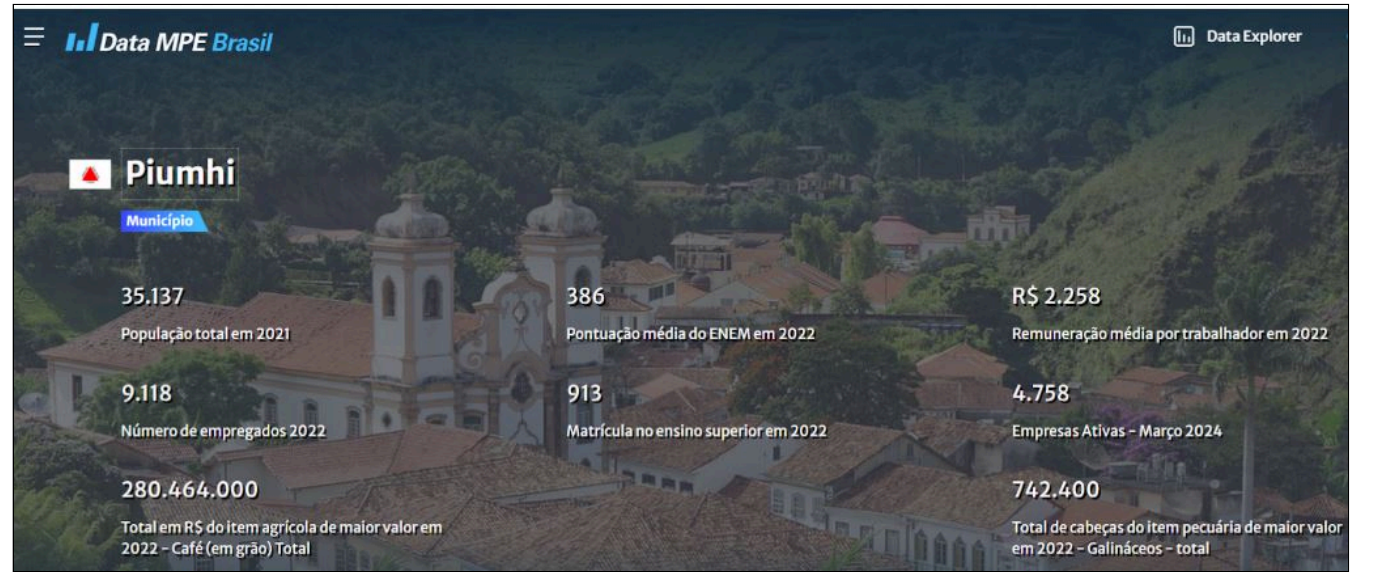 Data MPE Brasil
Data Explorer
Piumhi
Município
35.137
População total em 2021
386
Pontuação média do ENEM em 2022
R$ 2.258
Remuneração média por trabalhador em 2022
9.118
Número de empregados 2022
913
Matrícula no ensino superior em 2022
4.758
Empresas Ativas - Março 2024
280.464.000
Total em R$ do item agrícola de maior valor em
2022 - Café (em grão) Total
742.400
Total de cabeças do item pecuária de maior valor
em 2022 - Galináceos - total